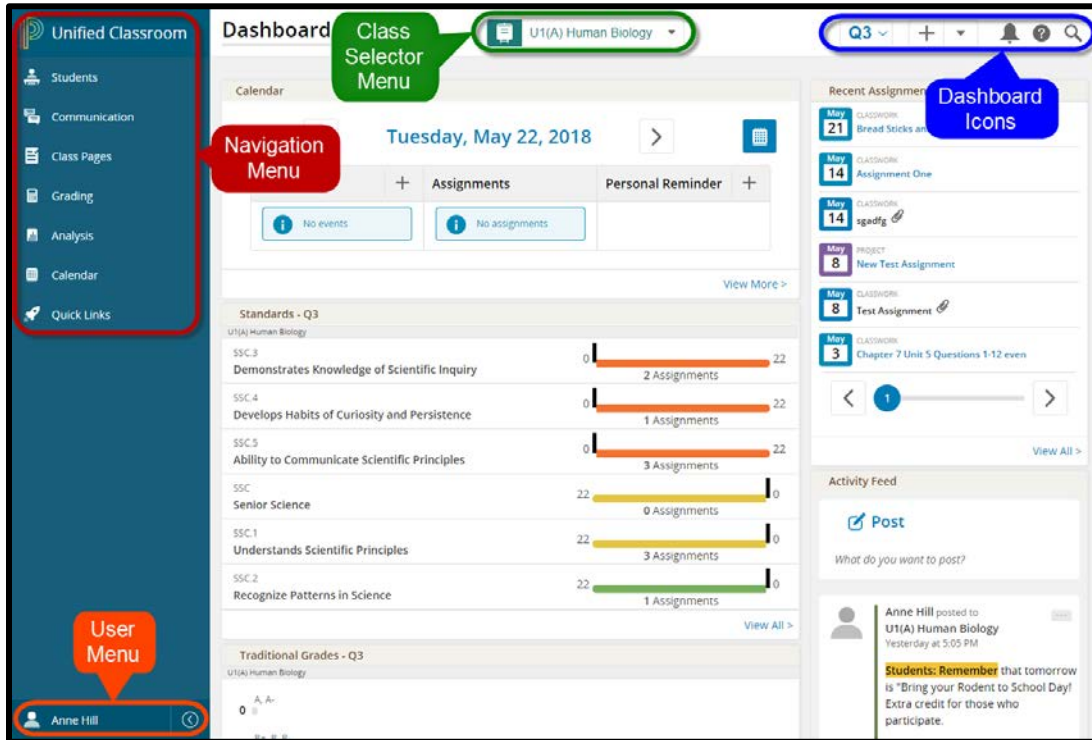 Unified Classroom
Students
Communication
Class Pages
Grading
Analysis
Calendar
Quick Links
Navigation
Menu
User
Menu
Anne Hill
Dashboard
Class
Selector
Menu
U1(A) Human Biology
Q3
Dashboard
Icons
Calendar
Tuesday, May 22, 2018
Assignments
Personal Reminder
No events
No assignments
View More >
Standards - Q3
U1(A) Human Biology
SSC.3
Demonstrates Knowledge of Scientific Inquiry
0 22
2 Assignments
SSC.4
Develops Habits of Curiosity and Persistence
0 22
1 Assignments
SSC.5
Ability to Communicate Scientific Principles
0 22
3 Assignments
SSC
Senior Science
22 0
0 Assignments
SSC.1
Understands Scientific Principles
22 0
3 Assignments
SSC.2
Recognize Patterns in Science
22 0
1 Assignments
View All >
Traditional Grades - Q3
U1(A) Human Biology
A, A-
0
Recent Assignmen
May 21
CLASSWORK
Bread Sticks an
May 14
CLASSWORK
Assignment One
May 14
CLASSWORK
sgadfg
May 8
PROJECT
New Test Assignment
May 8
CLASSWORK
Test Assignment
May 3
CLASSWORK
Chapter 7 Unit 5 Questions 1-12 even
1
View All >
Activity Feed
Post
What do you want to post?
Anne Hill posted to
U1(A) Human Biology
Yesterday at 5:05 PM
Students: Remember that tomorrow
is "Bring your Rodent to School Day!
Extra credit for those who
participate.